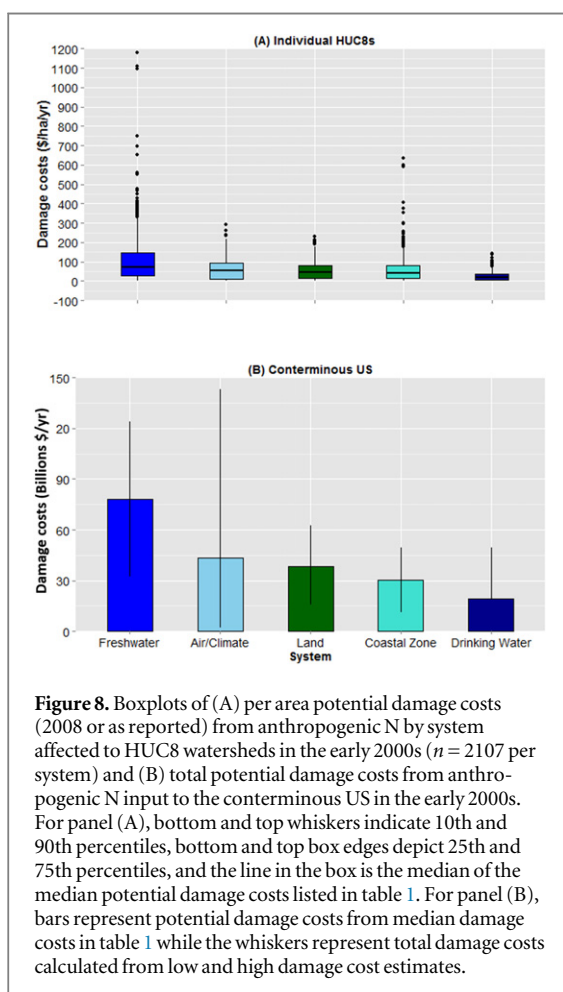 (A) Individual HUC8s
Damage costs ($/ha/yr)
1200
1100
1000
900
800
700
600
500
400
300
200
100
0
-100
(B) Conterminous US
Damage costs (Billions $/yr)
150
20
90
60
30
0
Freshwater Air/Climate Land Coastal Zone Drinking Water
System
Figure 8. Boxplots of (A) per area potential damage costs
(2008 or as reported) from anthropogenic N by system
affected to HUC8 watersheds in the early 2000s (n = 2107 per
system) and (B) total potential damage costs from anthro-
pogenic N input to the conterminous US in the early 2000s.
For panel (A), bottom and top whiskers indicate 10th and
90th percentiles, bottom and top box edges depict 25th and
75th percentiles, and the line in the box is the median of the
median potential damage costs listed in table 1. For panel (B),
bars represent potential damage costs from median damage
costs in table 1 while the whiskers represent total damage costs
calculated from low and high damage cost estimates.